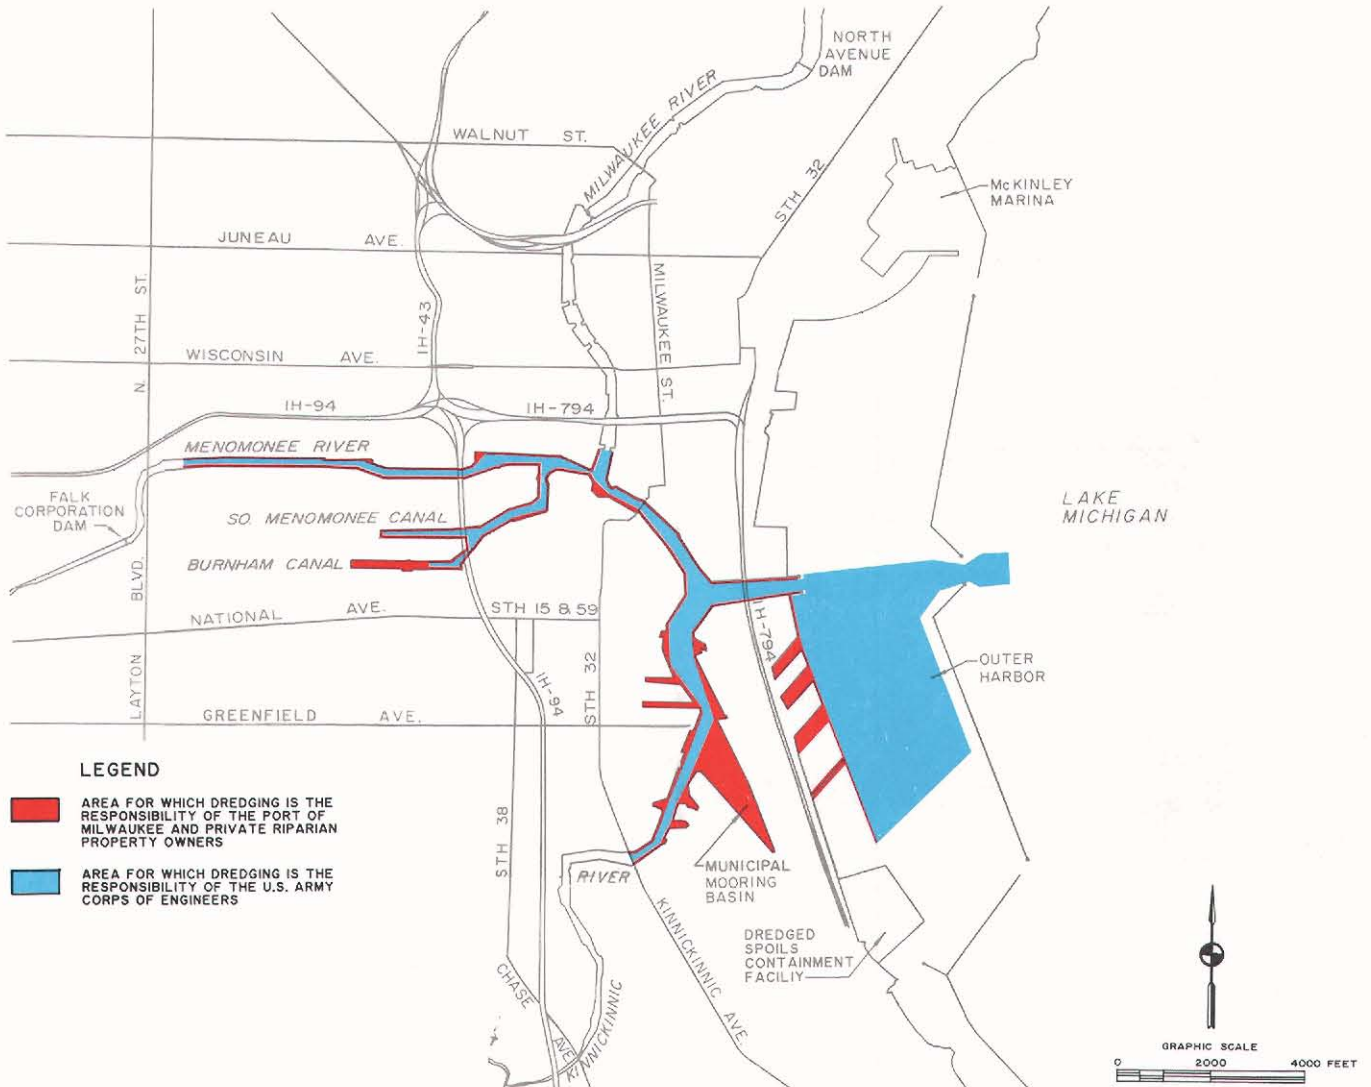 NORTH
AVENUE
DAM
MILWAUKEE RIVER
WALNUT ST.
STH 32
McKINLEY
MARINA
JUNEAU AVE.
N. 27TH ST.
IH-43
MILWAUKEE ST.
WISCONSIN AVE.
IH-94
IH-794
MENOMONEE RIVER
FALK
CORPORATION
DAM
SO. MENOMONEE CANAL
LAKE
MICHIGAN
BURNHAM CANAL
LAYTON BLVD.
NATIONAL AVE.
STH 15 & 59
IH-794
OUTER
HARBOR
IH-94
STH 32
GREENFIELD AVE.
LEGEND
AREA FOR WHICH DREDGING IS THE
RESPONSIBILITY OF THE PORT OF
MILWAUKEE AND PRIVATE RIPARIAN
PROPERTY OWNERS
AREA FOR WHICH DREDGING IS THE
RESPONSIBILITY OF THE U.S. ARMY
CORPS OF ENGINEERS
STH 38
RIVER
MUNICIPAL
MOORING
BASIN
KINNICKINNIC AVE.
DREDGED
SPOILS
CONTAINMENT
FACILIY
CHASE AVE.
KINNICKINNIC
GRAPHIC SCALE
0 2000 4000 FEET